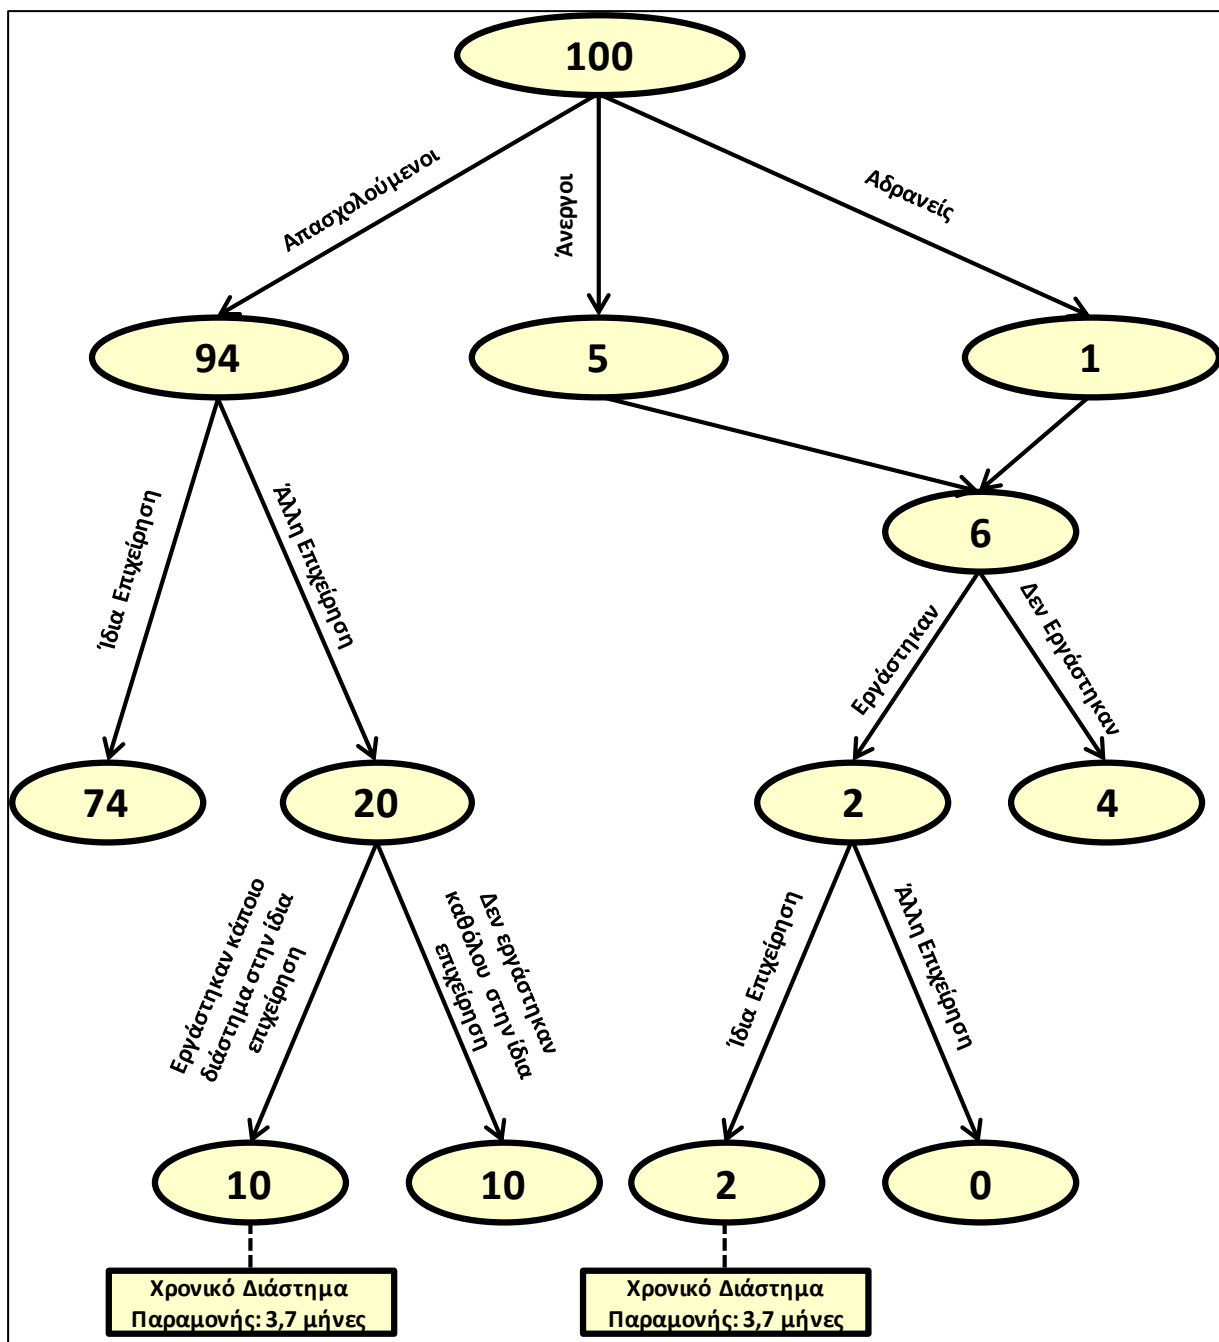 100
Απασχολούμενοι
Άνεργοι
Αδρανείς
94
5
1
Ίδια Επιχείρηση
Άλλη Επιχείρηση
6
Εργάστηκαν
Δεν Εργάστηκαν
74
20
2
4
Εργάστηκαν κάποιο
διάστημα στην ίδια
επιχείρηση
Δεν εργάστηκαν
καθόλου στην ίδια
επιχείρηση
Ίδια Επιχείρηση
Άλλη Επιχείρηση
10
10
2
0
Χρονικό Διάστημα
Παραμονής: 3,7 μήνες
Χρονικό Διάστημα
Παραμονής: 3,7 μήνες